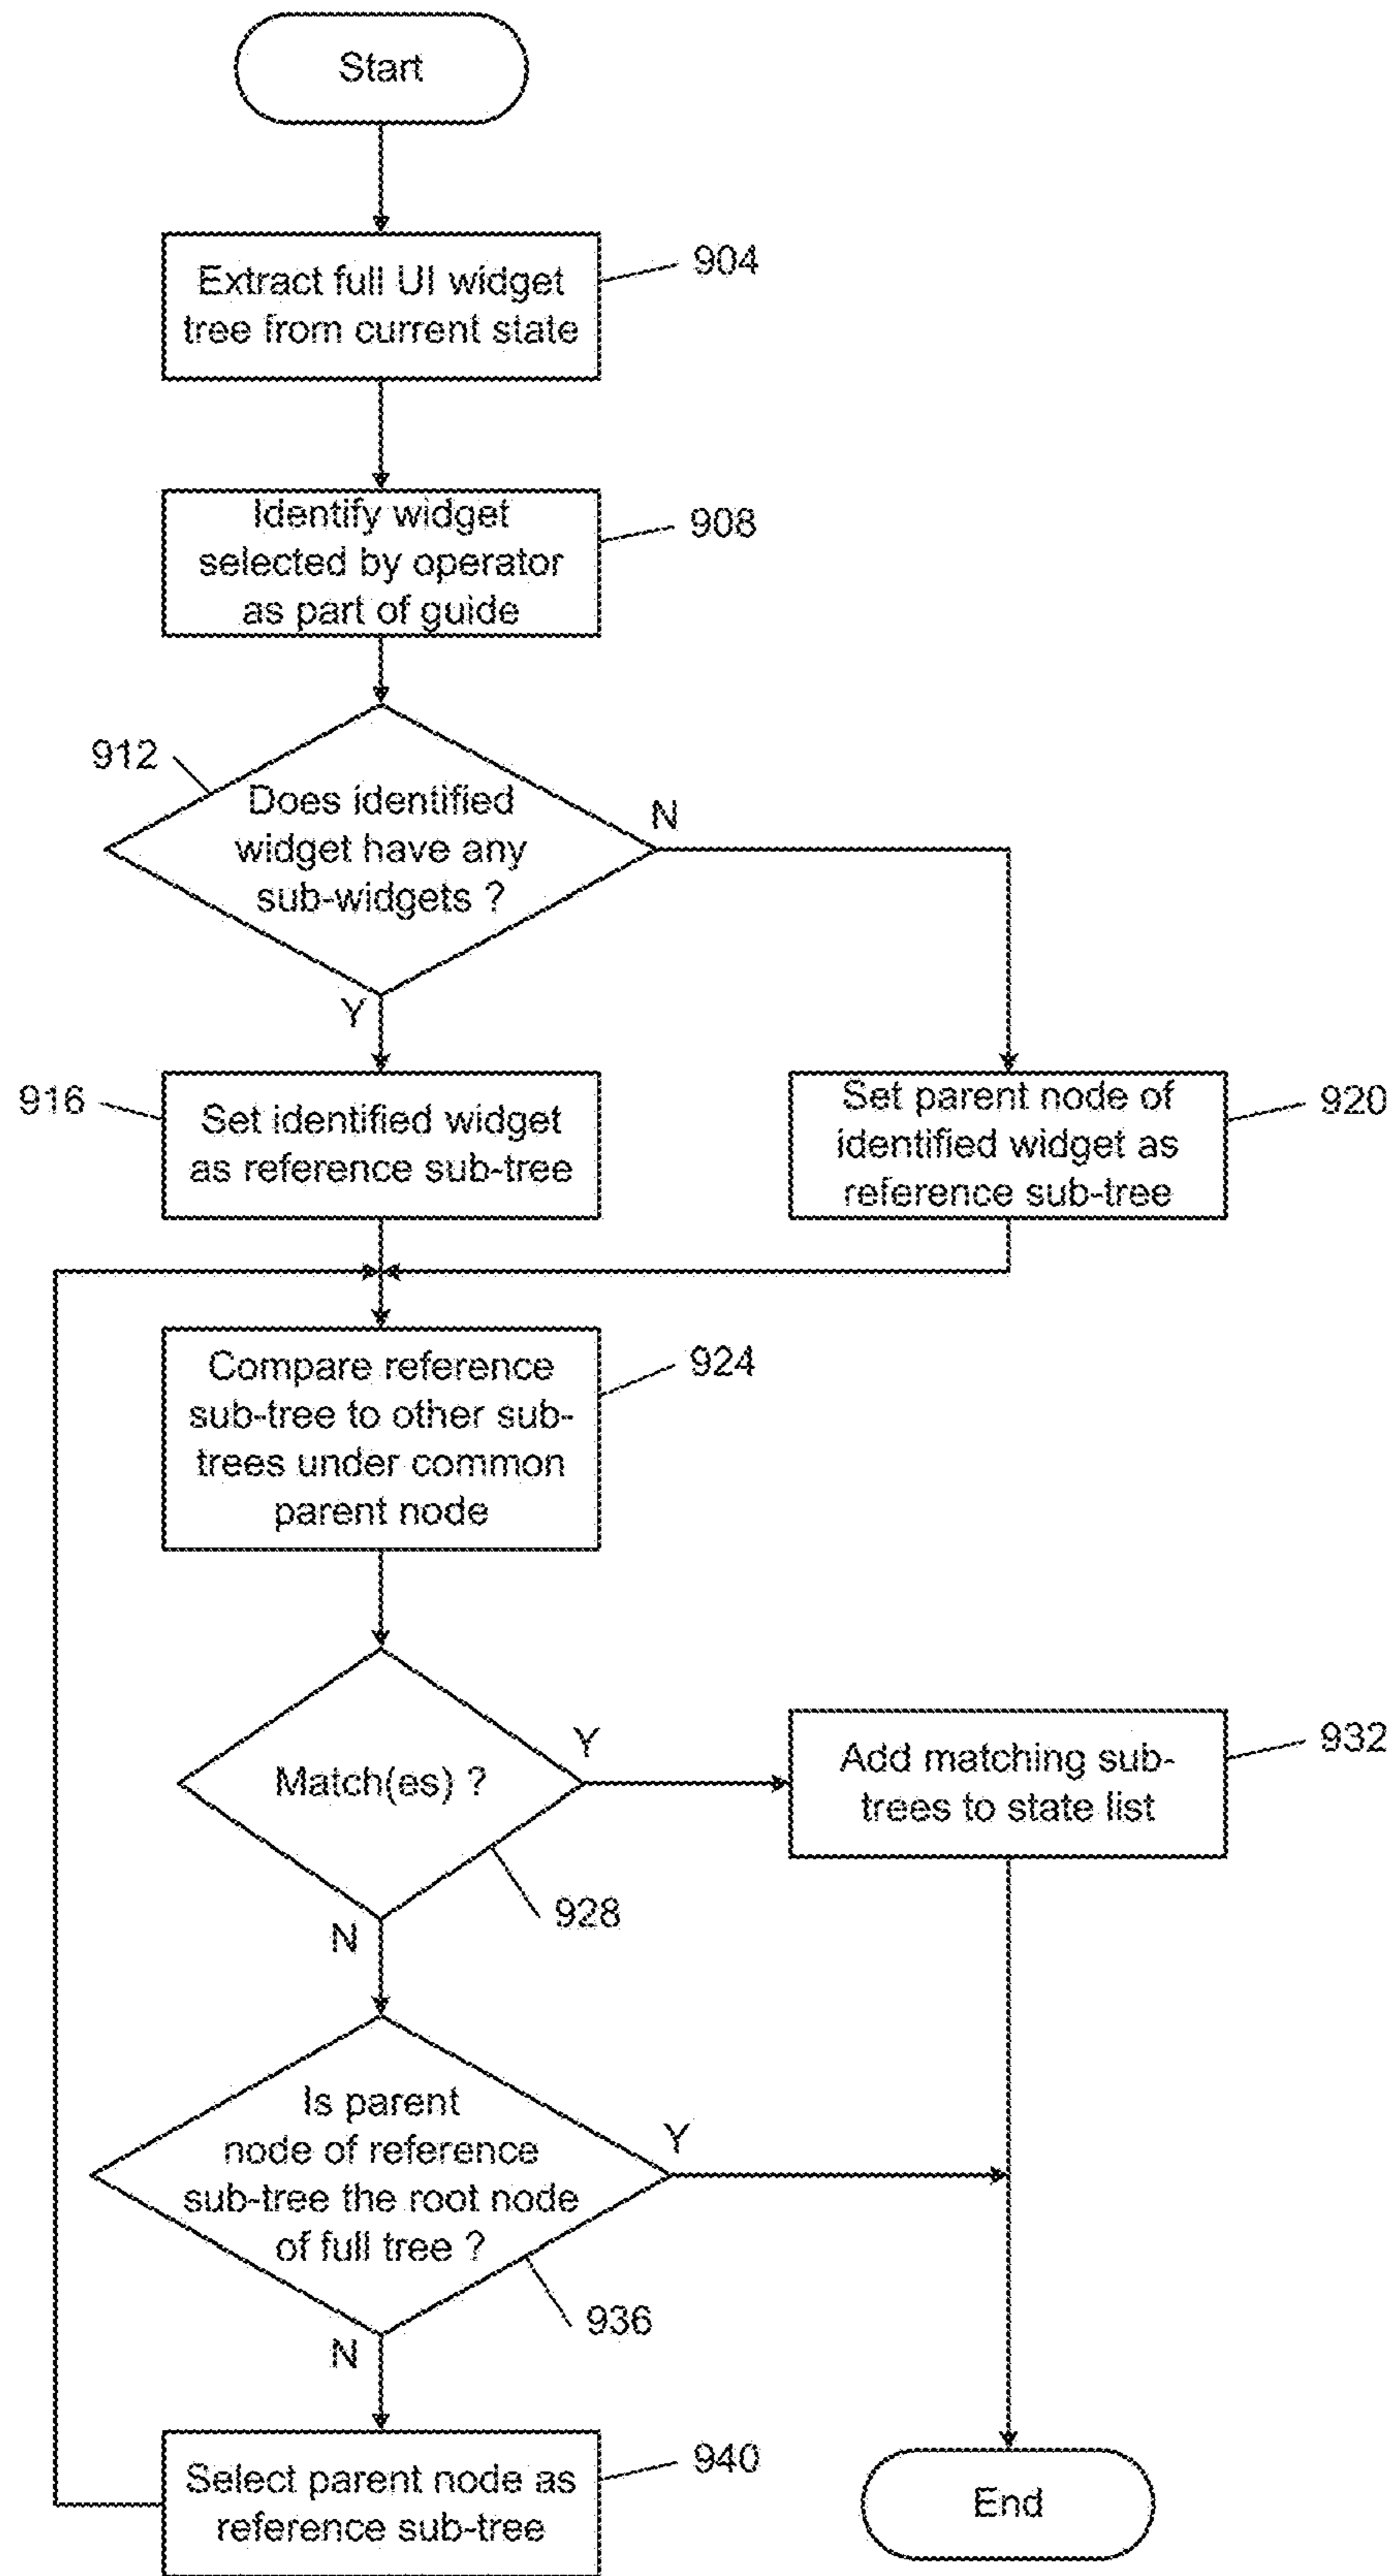 Start
Extract full UI widget
tree from current state
904
Identify widget
selected by operator
as part of guide
908
912
Does identified
widget have any
sub-widgets ?
N
Y
916
Set identified widget
as reference sub-tree
Set parent node of
identified widget as
reference sub-tree
920
Compare reference
sub-tree to other sub-
trees under common
parent node
924
Match(es) ?
Y
928
N
Add matching sub-
trees to state list
932
Is parent
node of reference
sub-tree the root node
of full tree ?
Y
936
N
Select parent node as
reference sub-tree
940
End